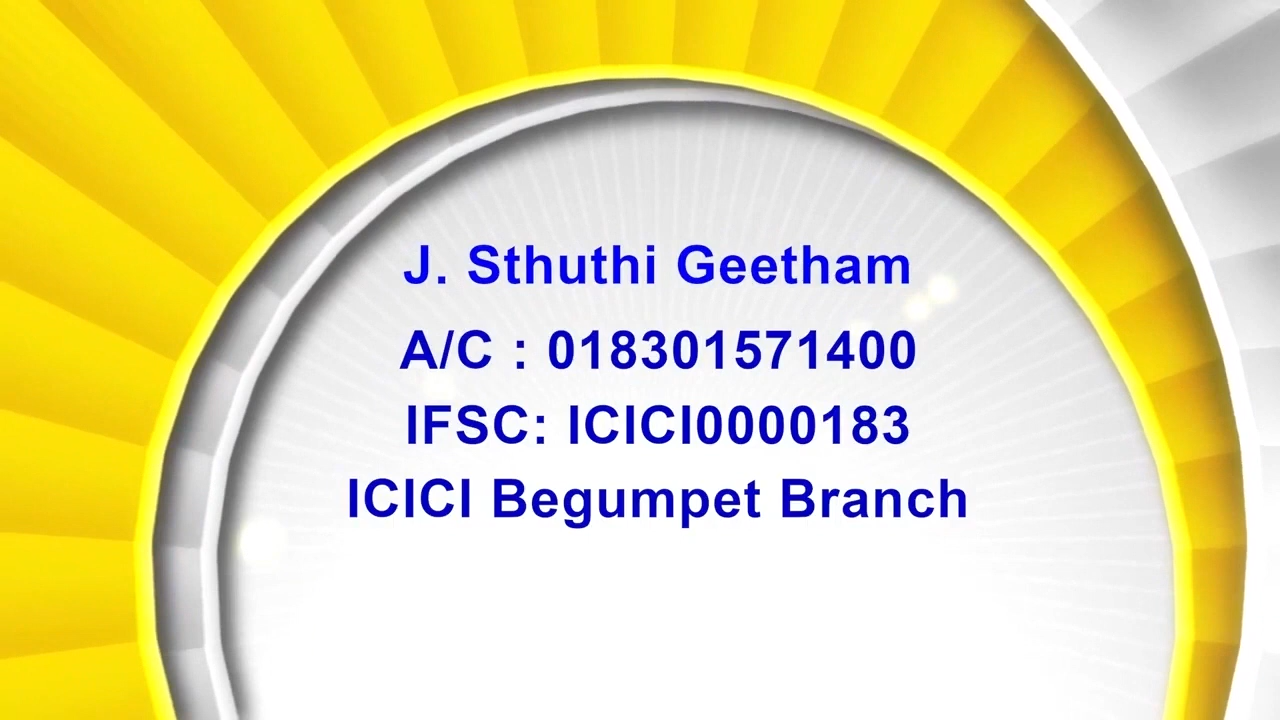 J. Sthuthi Geetham
A/C : 018301571400
IFSC: ICICI0000183
ICICI Begumpet Branch